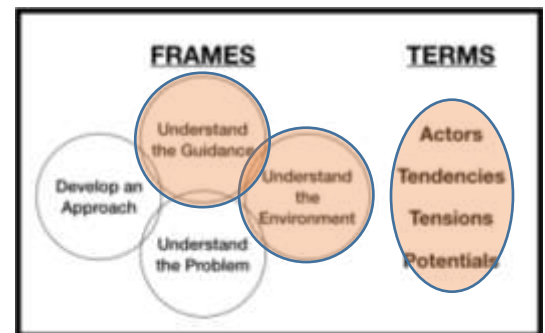 FRAMES
TERMS
Understand
the Guidance
Develop an
Approach
Understand
the
Environment
Understand
the Problem
Actors
Tendencies
Tensions
Potentials